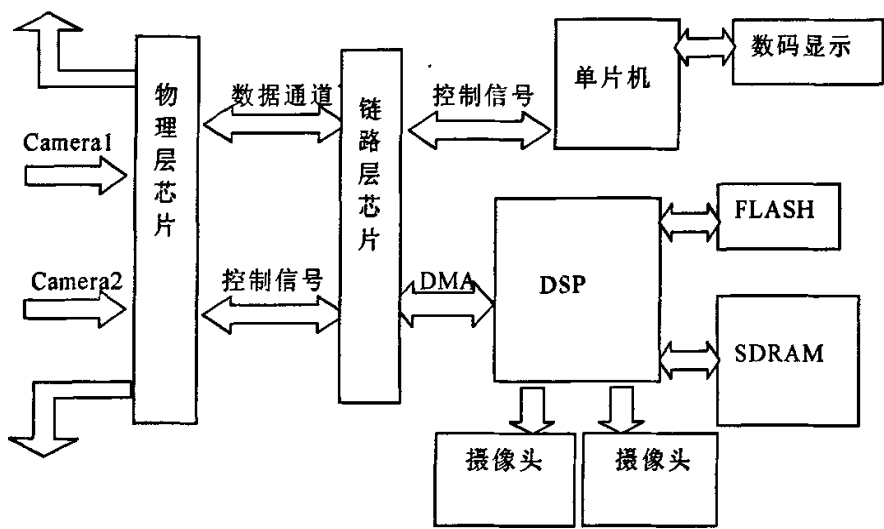 物理层芯片
数据通道
链路层芯片
控制信号
单片机
数码显示
Camera1
FLASH
Camera2
控制信号
DMA
DSP
SDRAM
摄像头
摄像头